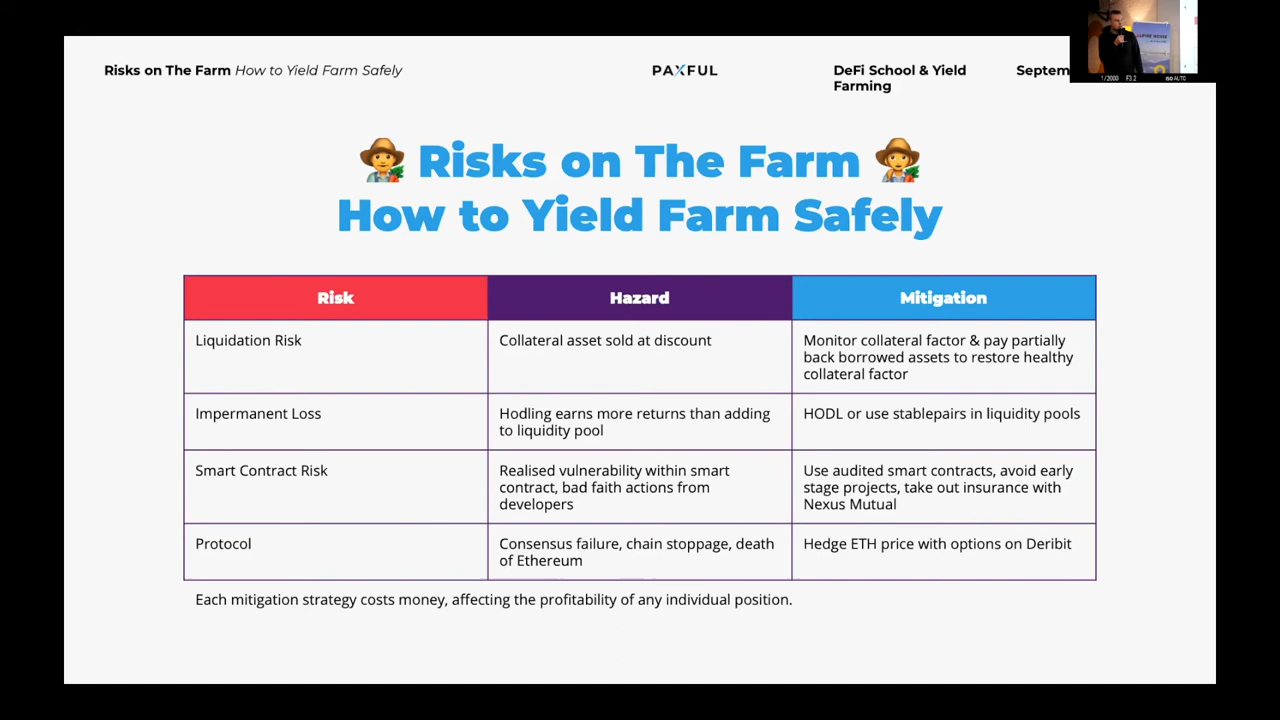 Risks on The Farm How to Yield Farm Safely
PAXFUL
DeFi School & Yield
Farming
Septem
1/2000 F3.2 ISO AUTO
Risks on The Farm
How to Yield Farm Safely
Risk
Hazard
Mitigation
Liquidation Risk
Collateral asset sold at discount
Monitor collateral factor & pay partially
back borrowed assets to restore healthy
collateral factor
Impermanent Loss
Hodling earns more returns than adding
to liquidity pool
HODL or use stablepairs in liquidity pools
Smart Contract Risk
Realised vulnerability within smart
contract, bad faith actions from
developers
Use audited smart contracts, avoid early
stage projects, take out insurance with
Nexus Mutual
Protocol
Consensus failure, chain stoppage, death
of Ethereum
Hedge ETH price with options on Deribit
Each mitigation strategy costs money, affecting the profitability of any individual position.